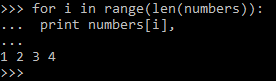 >>> for i in range(len(numbers)):
...  print numbers[i],
...
1 2 3 4
>>>